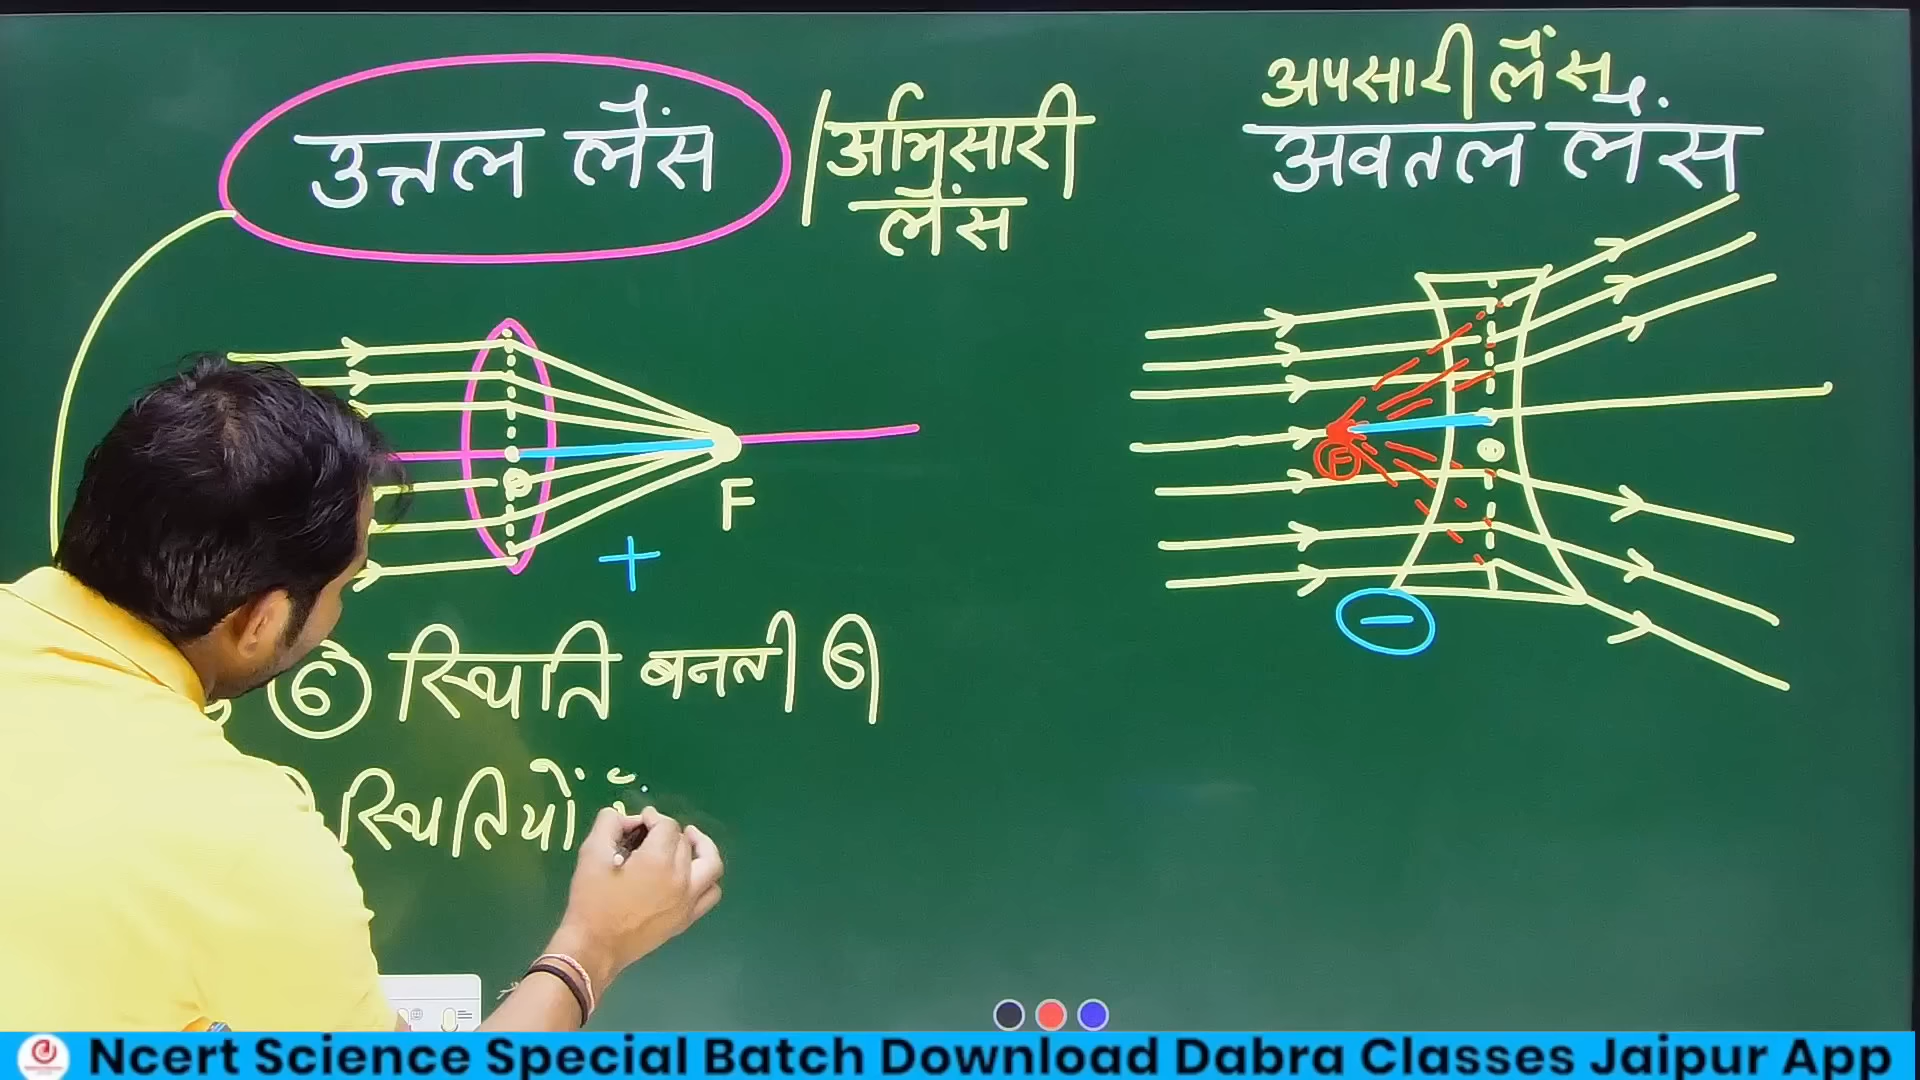 उत्तल लेंस
/अभिसारी
लेंस
अपसारी लेंस
अवतल लेंस
F
+
F
−
6 स्थिति बनती
स्थितियों
Ncert Science Special Batch Download Dabra Classes Jaipur App